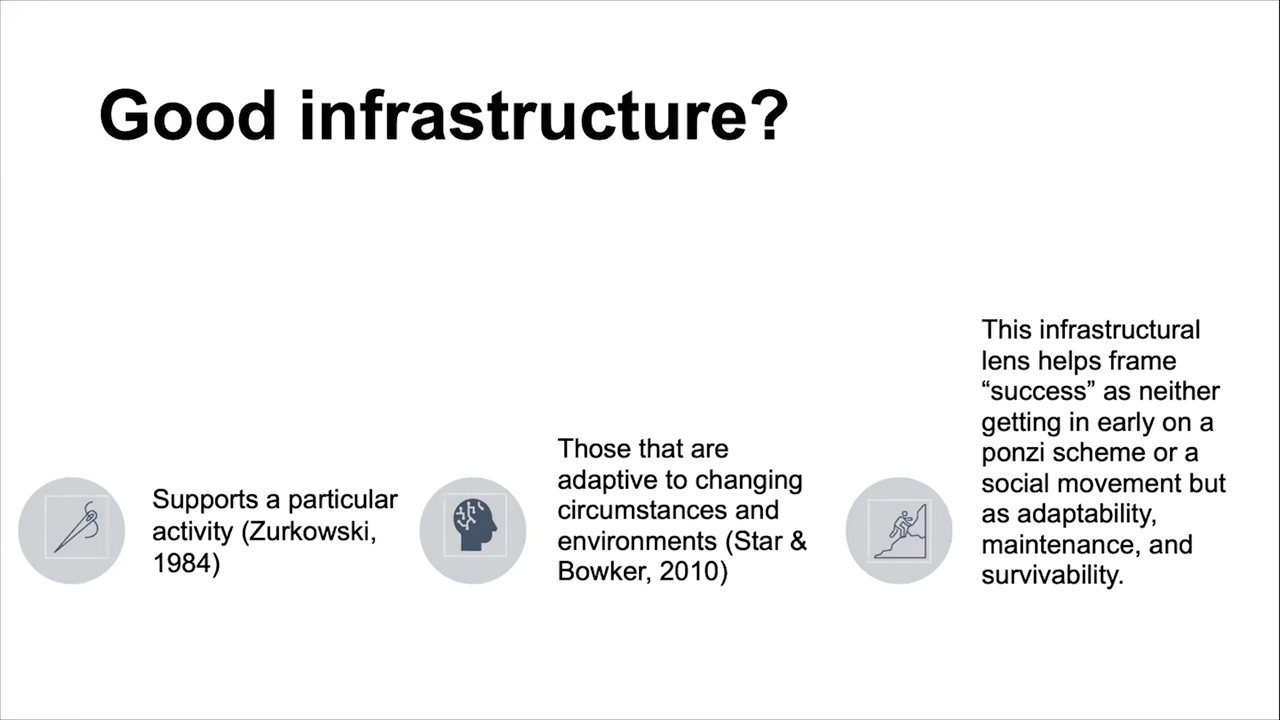 Good infrastructure?
Supports a particular
activity (Zurkowski,
1984)
Those that are
adaptive to changing
circumstances and
environments (Star &
Bowker, 2010)
This infrastructural
lens helps frame
“success” as neither
getting in early on a
ponzi scheme or a
social movement but
as adaptability,
maintenance, and
survivability.